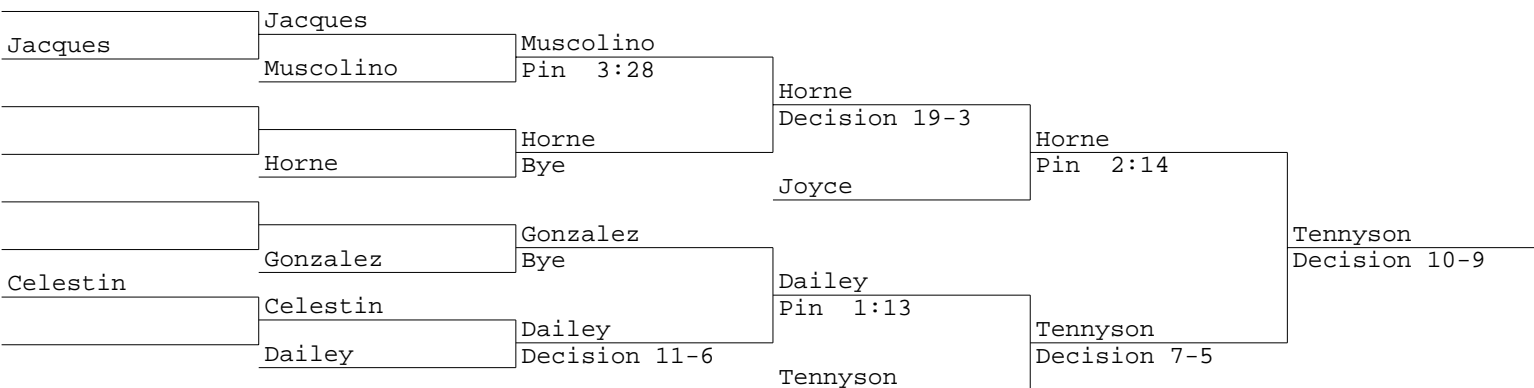 Jacques
Jacques
Muscolino
Muscolino
Pin 3:28
Horne
Decision 19-3
Horne
Horne
Bye
Horne
Pin 2:14
Joyce
Gonzalez
Gonzalez
Bye
Tennyson
Decision 10-9
Celestin
Celestin
Dailey
Dailey
Decision 11-6
Dailey
Pin 1:13
Tennyson
Tennyson
Decision 7-5